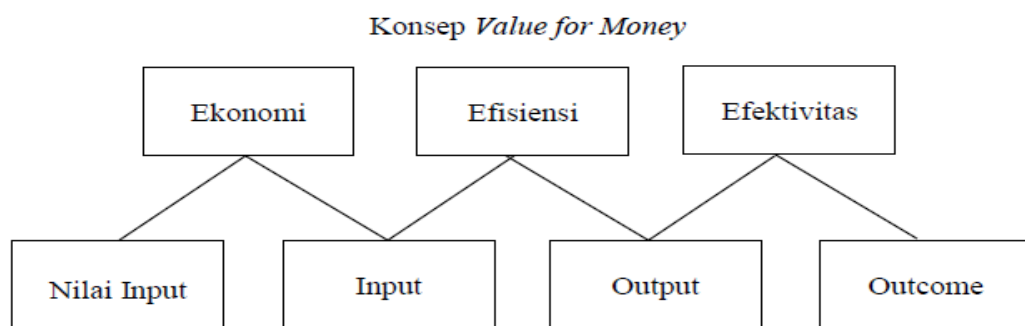 Konsep Value for Money
Ekonomi
Efisiensi
Efektivitas
Nilai Input
Input
Output
Outcome